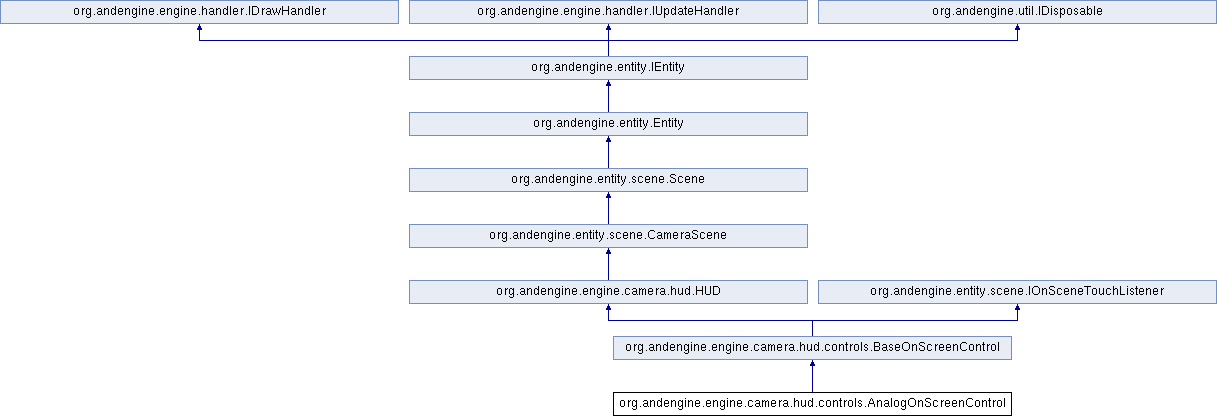 org.andengine.engine.handler.IDrawHandler
org.andengine.engine.handler.IUpdateHandler
org.andengine.util.IDisposable
org.andengine.entity.IEntity
org.andengine.entity.Entity
org.andengine.entity.scene.Scene
org.andengine.entity.scene.CameraScene
org.andengine.engine.camera.hud.HUD
org.andengine.entity.scene.IOnSceneTouchListener
org.andengine.engine.camera.hud.controls.BaseOnScreenControl
org.andengine.engine.camera.hud.controls.AnalogOnScreenControl